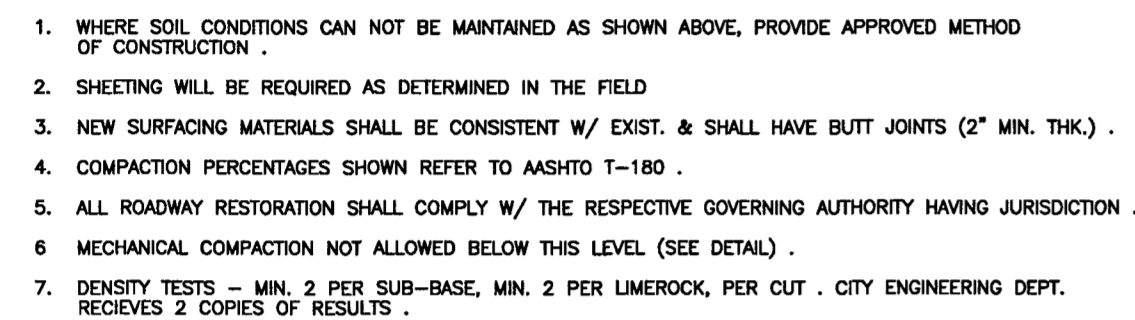 1. WHERE SOIL CONDITIONS CAN NOT BE MAINTAINED AS SHOWN ABOVE, PROVIDE APPROVED METHOD
OF CONSTRUCTION .
2. SHEETING WILL BE REQUIRED AS DETERMINED IN THE FIELD
3. NEW SURFACING MATERIALS SHALL BE CONSISTENT W/ EXIST. & SHALL HAVE BUTT JOINTS (2" MIN. THK.) .
4. COMPACTION PERCENTAGES SHOWN REFER TO AASHTO T-180 .
5. ALL ROADWAY RESTORATION SHALL COMPLY W/ THE RESPECTIVE GOVERNING AUTHORITY HAVING JURISDICTION .
6 MECHANICAL COMPACTION NOT ALLOWED BELOW THIS LEVEL (SEE DETAIL) .
7. DENSITY TESTS - MIN. 2 PER SUB-BASE, MIN. 2 PER LIMEROCK, PER CUT . CITY ENGINEERING DEPT.
RECIEVES 2 COPIES OF RESULTS .